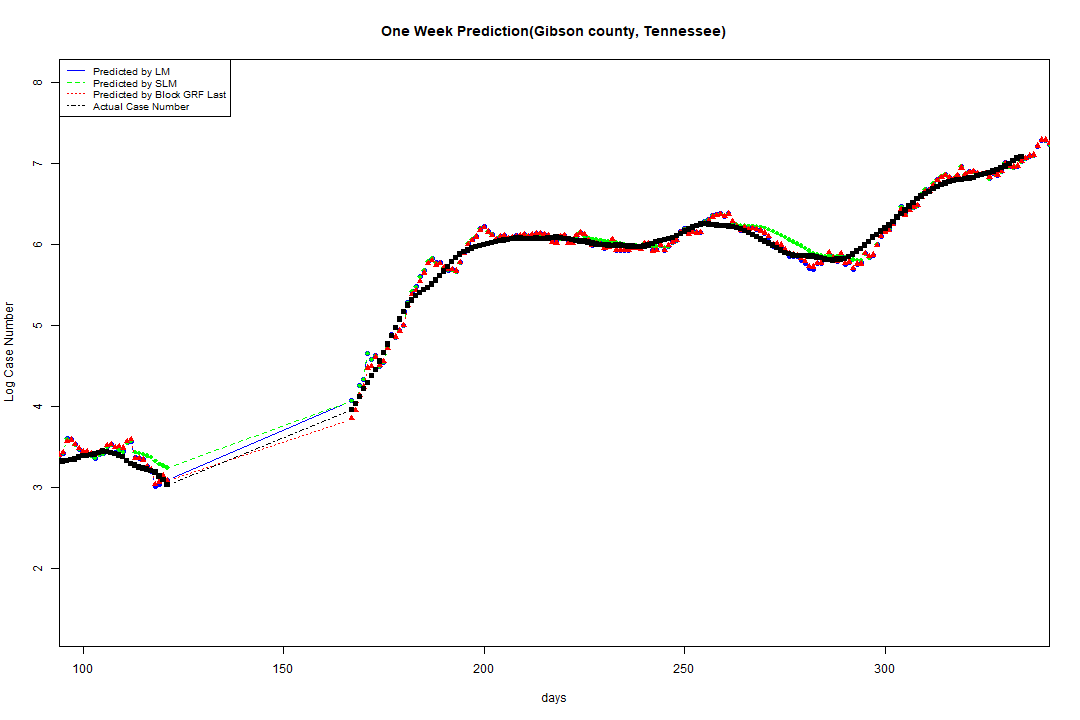 One Week Prediction(Gibson county, Tennessee)
Predicted by LM
Predicted by SLM
Predicted by Block GRF Last
Actual Case Number
8
7
6
5
4
3
2
Log Case Number
100 150 200 250 300
days